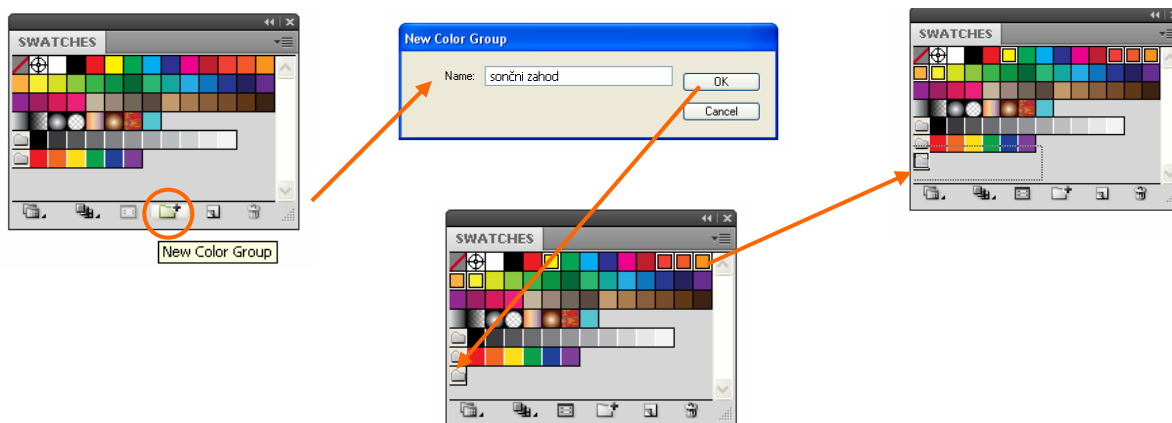 SWATCHES
New Color Group
New Color Group
Name:
sončni zahod
OK
Cancel
SWATCHES
SWATCHES